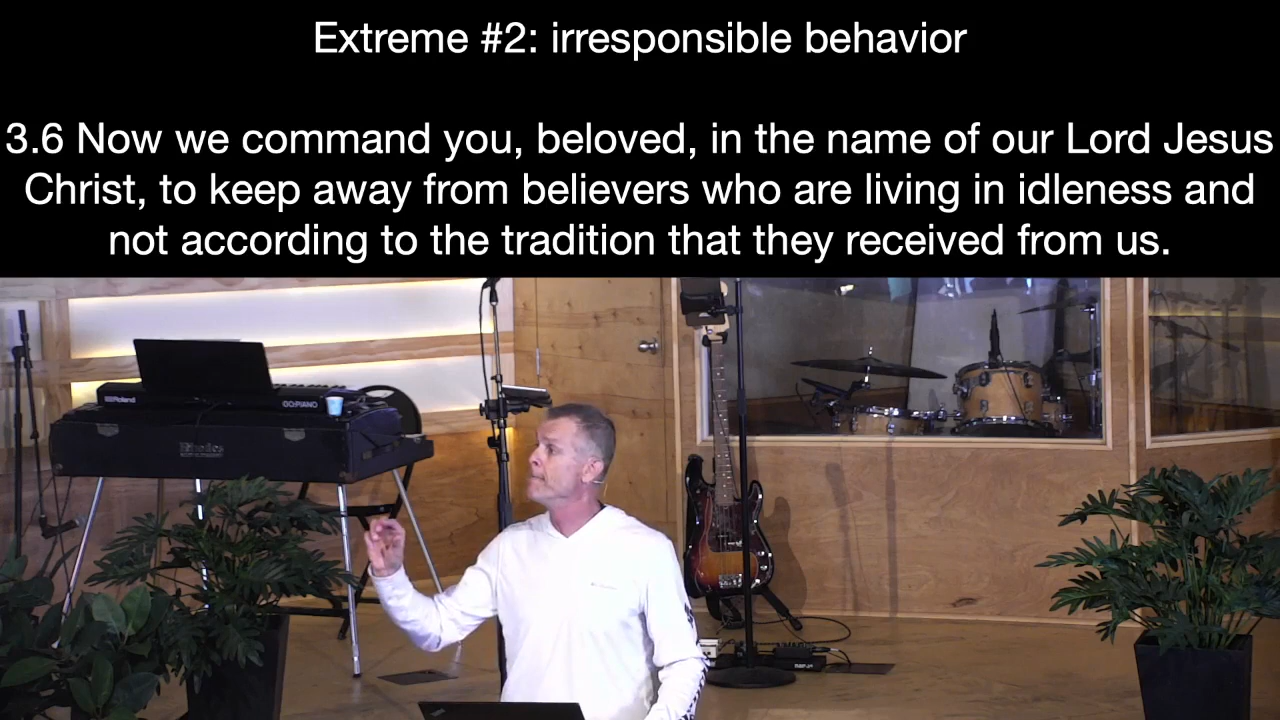 Extreme #2: irresponsible behavior
3.6 Now we command you, beloved, in the name of our Lord Jesus
Christ, to keep away from believers who are living in idleness and
not according to the tradition that they received from us.
Roland
GO:PIANO